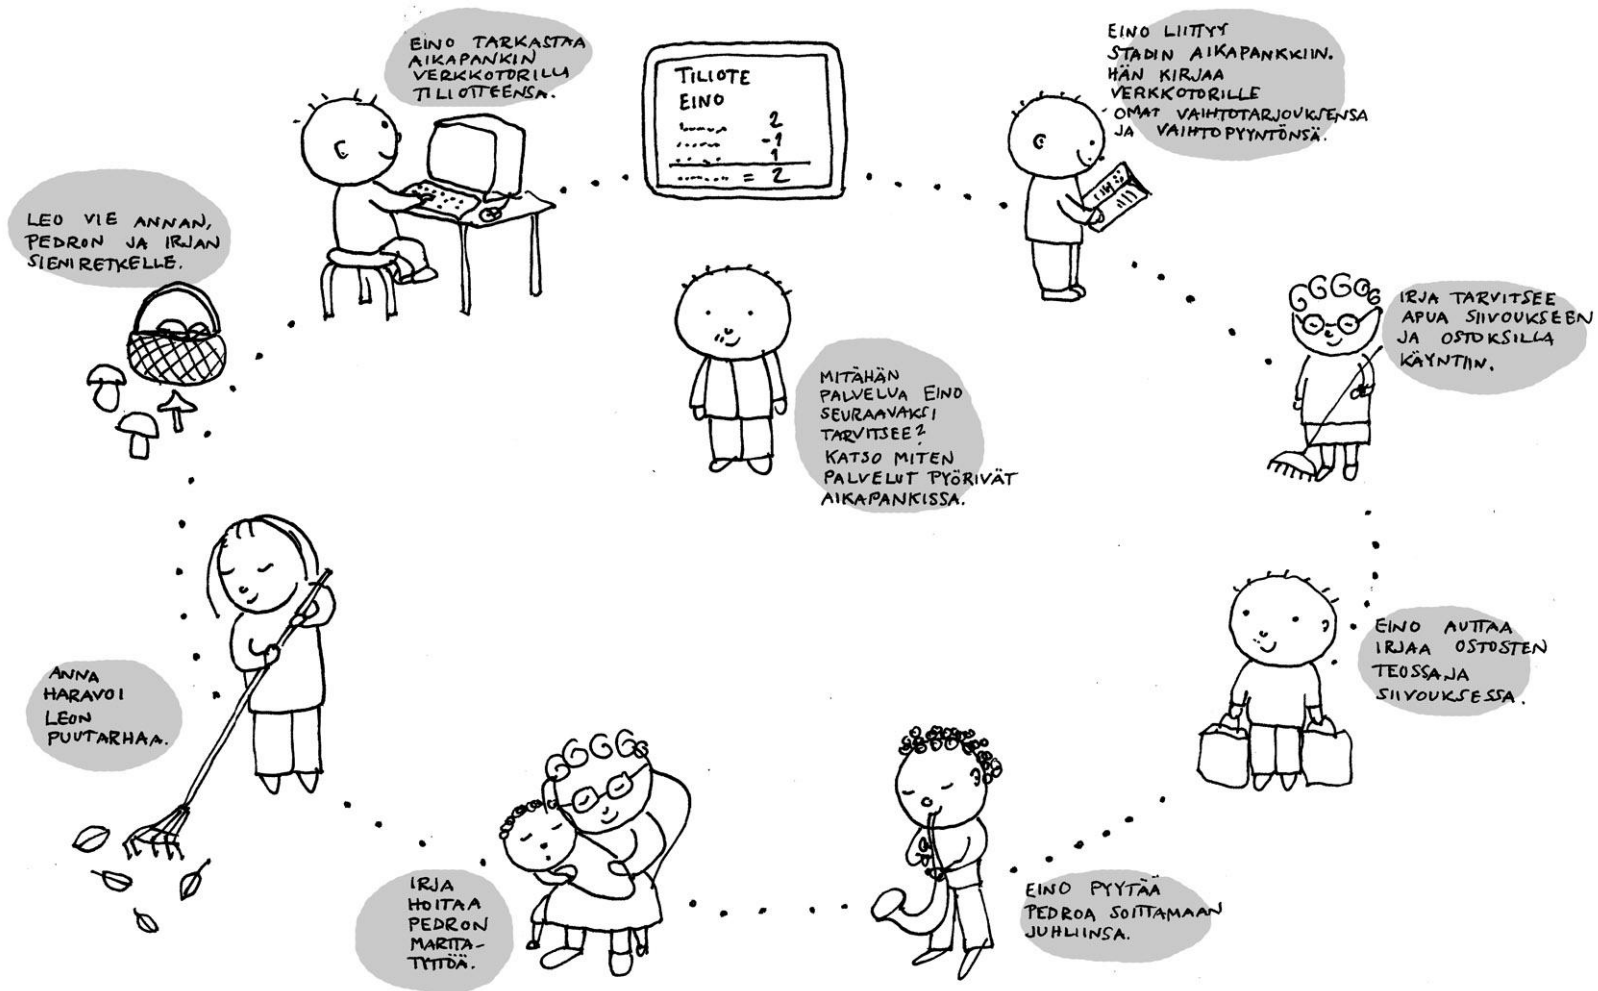 EINO TARKASTAA
AIKAPANKIN
VERKKOTORILLA
TILIOTTEENSA.
TILIOTE
EINO
2
-1
1
= 2
EINO LIITTYY
STADIN AIKAPANKKIIN.
HÄN KIRJAA
VERKKOTORILLE
OMAT VAIHTOTARJOUKSENSA
JA VAIHTOPYYNTÖNSÄ.
IRJA TARVITSEE
APUA SIIVOUKSEEN
JA OSTOKSILLA
KÄYNTIIN.
EINO AUTTAA
IRJAA OSTOSTEN
TEOSSA JA
SIIVOUKSESSA.
EINO PYYTÄÄ
PEDROA SOITTAMAAN
JUHLIINSA.
IRJA
HOITAA
PEDRON
MARTTA-
TYTTÖÄ.
ANNA
HARAVOI
LEON
PUUTARHAA.
LEO VIE ANNAN,
PEDRON JA IRJAN
SIENIRETKELLE.
MITÄHÄN
PALVELUA EINO
SEURAAVAKSI
TARVITSEE?
KATSO MITEN
PALVELUT PYÖRIVÄT
AIKAPANKISSA.